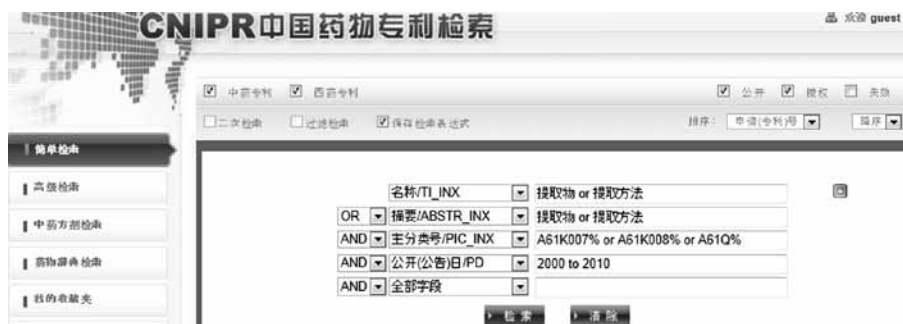 CNIPR中国药物专利检索
欢迎 guest
中药专利 西药专利 公开 授权 失效
二次检索 过滤检索 保存检索表达式 排序： 申请(专利)号 降序
简单检索
名称/TI_INX 提取物 or 提取方法
高级检索
OR 摘要/ABSTR_INX 提取物 or 提取方法
中药方剂检索
AND 主分类号/PIC_INX A61K007% or A61K008% or A61Q%
药物辞典检索
AND 公开(公告)日/PD 2000 to 2010
我的收藏夹
AND 全部字段
检索 清除